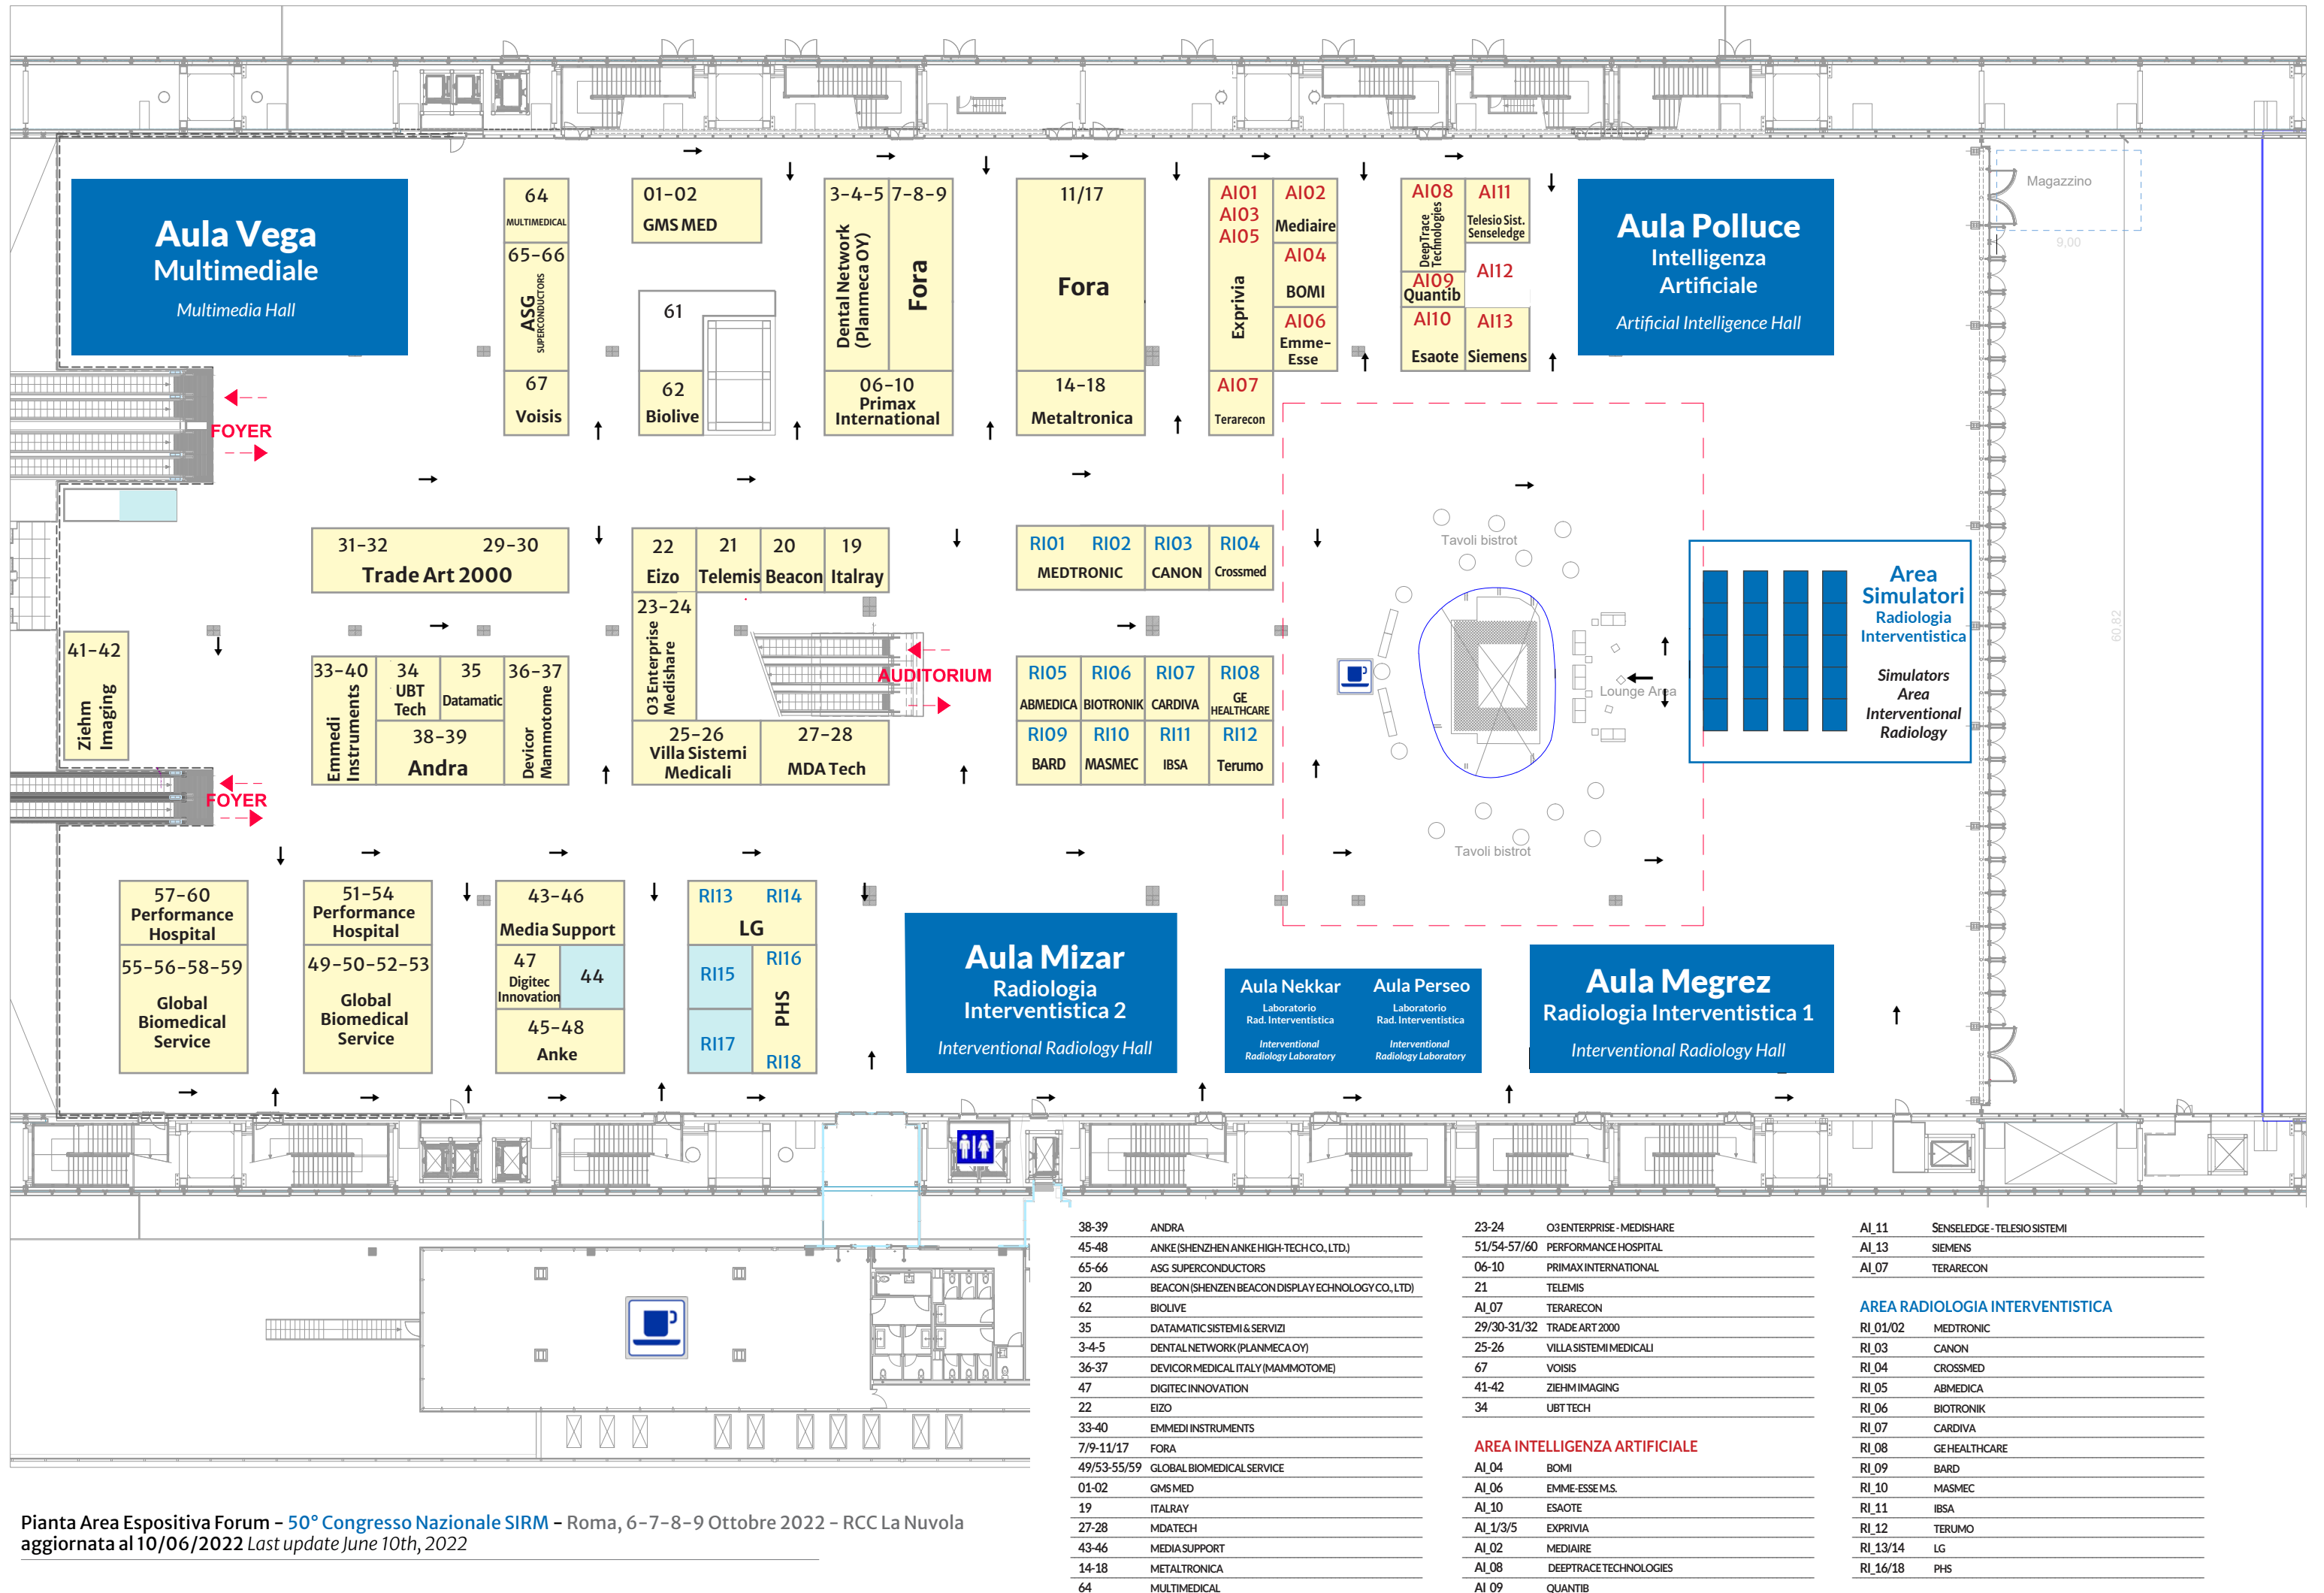 Aula Vega
Multimediale
Multimedia Hall
64
MULTIMEDICAL
65-66
ASG
SUPERCONDUCTORS
67
Voisis
01-02
GMS MED
61
62
Biolive
3-4-5
Dental Network
(Planmeca OY)
7-8-9
Fora
06-10
Primax
International
11/17
Fora
14-18
Metaltronica
AI01
AI03
AI05
Exprivia
AI02
Mediaire
AI04
BOMI
AI06
Emme-
Esse
AI07
Terarecon
AI08
DeepTrace
Technologies
AI11
Telesio Sist.
Senseledge
AI09
Quantib
AI12
AI10
Esaote
AI13
Siemens
Aula Polluce
Intelligenza
Artificiale
Artificial Intelligence Hall
Magazzino
9,00
60,82
FOYER
31-32
29-30
Trade Art 2000
22
Eizo
21
Telemis
20
Beacon
19
Italray
23-24
O3 Enterprise
Medishare
RI01
RI02
MEDTRONIC
RI03
CANON
RI04
Crossmed
Tavoli bistrot
41-42
Ziehm
Imaging
33-40
Emmedi
Instruments
34
UBT
Tech
35
Datamatic
36-37
Devicor
Mammotome
38-39
Andra
25-26
Villa Sistemi
Medicali
27-28
MDA Tech
AUDITORIUM
RI05
ABMEDICA
RI06
BIOTRONIK
RI07
CARDIVA
RI08
GE
HEALTHCARE
RI09
BARD
RI10
MASMEC
RI11
IBSA
RI12
Terumo
Lounge Area
Area
Simulatori
Radiologia
Interventistica
Simulators
Area
Interventional
Radiology
FOYER
Tavoli bistrot
57-60
Performance
Hospital
55-56-58-59
Global
Biomedical
Service
51-54
Performance
Hospital
49-50-52-53
Global
Biomedical
Service
43-46
Media Support
47
Digitec
Innovation
44
45-48
Anke
RI13
RI14
LG
RI15
RI16
PHS
RI17
RI18
Aula Mizar
Radiologia
Interventistica 2
Interventional Radiology Hall
Aula Nekkar
Laboratorio
Rad. Interventistica
Interventional
Radiology Laboratory
Aula Perseo
Laboratorio
Rad. Interventistica
Interventional
Radiology Laboratory
Aula Megrez
Radiologia Interventistica 1
Interventional Radiology Hall
38-39 ANDRA
45-48 ANKE (SHENZHEN ANKE HIGH-TECH CO., LTD.)
65-66 ASG SUPERCONDUCTORS
20 BEACON (SHENZEN BEACON DISPLAY ECHNOLOGY CO., LTD)
62 BIOLIVE
35 DATAMATIC SISTEMI & SERVIZI
3-4-5 DENTAL NETWORK (PLANMECA OY)
36-37 DEVICOR MEDICAL ITALY (MAMMOTOME)
47 DIGITEC INNOVATION
22 EIZO
33-40 EMMEDI INSTRUMENTS
7/9-11/17 FORA
49/53-55/59 GLOBAL BIOMEDICAL SERVICE
01-02 GMS MED
19 ITALRAY
27-28 MDATECH
43-46 MEDIA SUPPORT
14-18 METALTRONICA
64 MULTIMEDICAL
23-24 O3 ENTERPRISE - MEDISHARE
51/54-57/60 PERFORMANCE HOSPITAL
06-10 PRIMAX INTERNATIONAL
21 TELEMIS
AI_07 TERARECON
29/30-31/32 TRADE ART 2000
25-26 VILLA SISTEMI MEDICALI
67 VOISIS
41-42 ZIEHM IMAGING
34 UBT TECH
AREA INTELLIGENZA ARTIFICIALE
AI_04 BOMI
AI_06 EMME-ESSE M.S.
AI_10 ESAOTE
AI_1/3/5 EXPRIVIA
AI_02 MEDIAIRE
AI_08 DEEPTRACE TECHNOLOGIES
AI 09 QUANTIB
AI_11 SENSELEDGE - TELESIO SISTEMI
AI_13 SIEMENS
AI_07 TERARECON
AREA RADIOLOGIA INTERVENTISTICA
RI_01/02 MEDTRONIC
RI_03 CANON
RI_04 CROSSMED
RI_05 ABMEDICA
RI_06 BIOTRONIK
RI_07 CARDIVA
RI_08 GE HEALTHCARE
RI_09 BARD
RI_10 MASMEC
RI_11 IBSA
RI_12 TERUMO
RI_13/14 LG
RI_16/18 PHS
Pianta Area Espositiva Forum - 50° Congresso Nazionale SIRM - Roma, 6-7-8-9 Ottobre 2022 - RCC La Nuvola
aggiornata al 10/06/2022 Last update June 10th, 2022